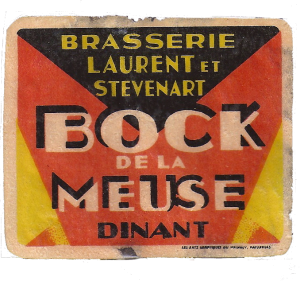 BRASSERIE
LAURENT ET
STEVENART
BOCK
DE LA
MEUSE
DINANT